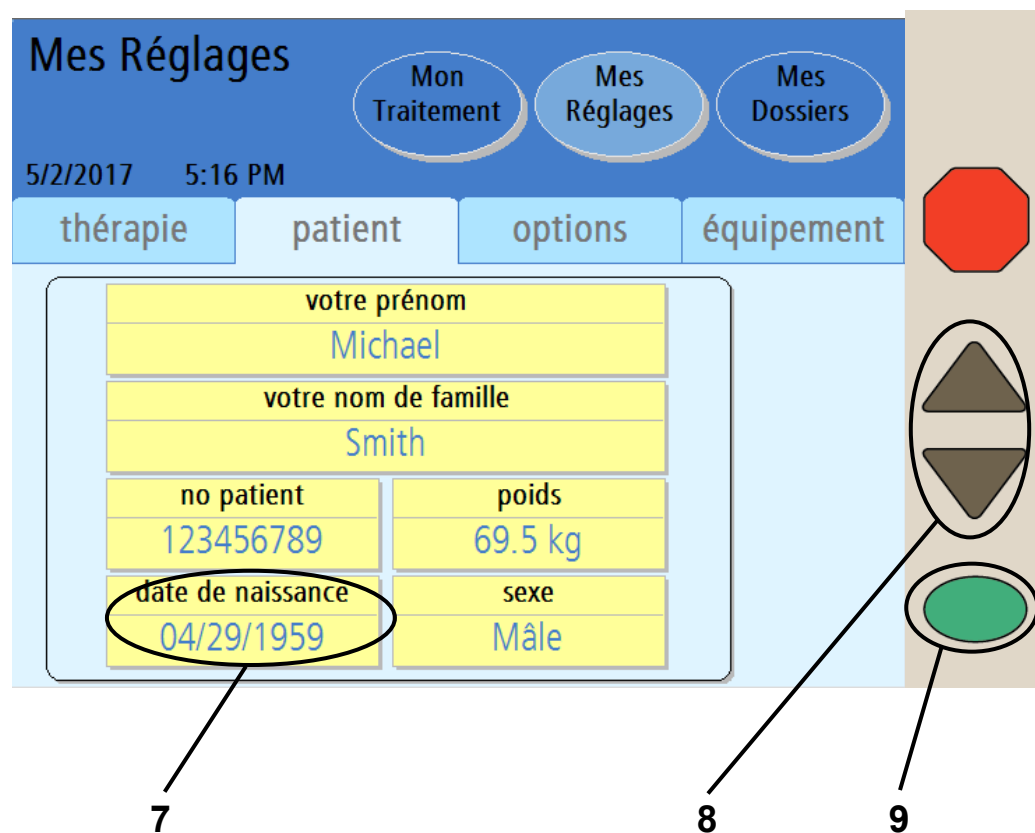 Mes Réglages
Mon
Traitement
Mes
Réglages
Mes
Dossiers
5/2/2017 5:16 PM
thérapie patient options équipement
votre prénom
Michael
votre nom de famille
Smith
no patient poids
123456789 69.5 kg
date de naissance sexe
04/29/1959 Mâle
7 8 9